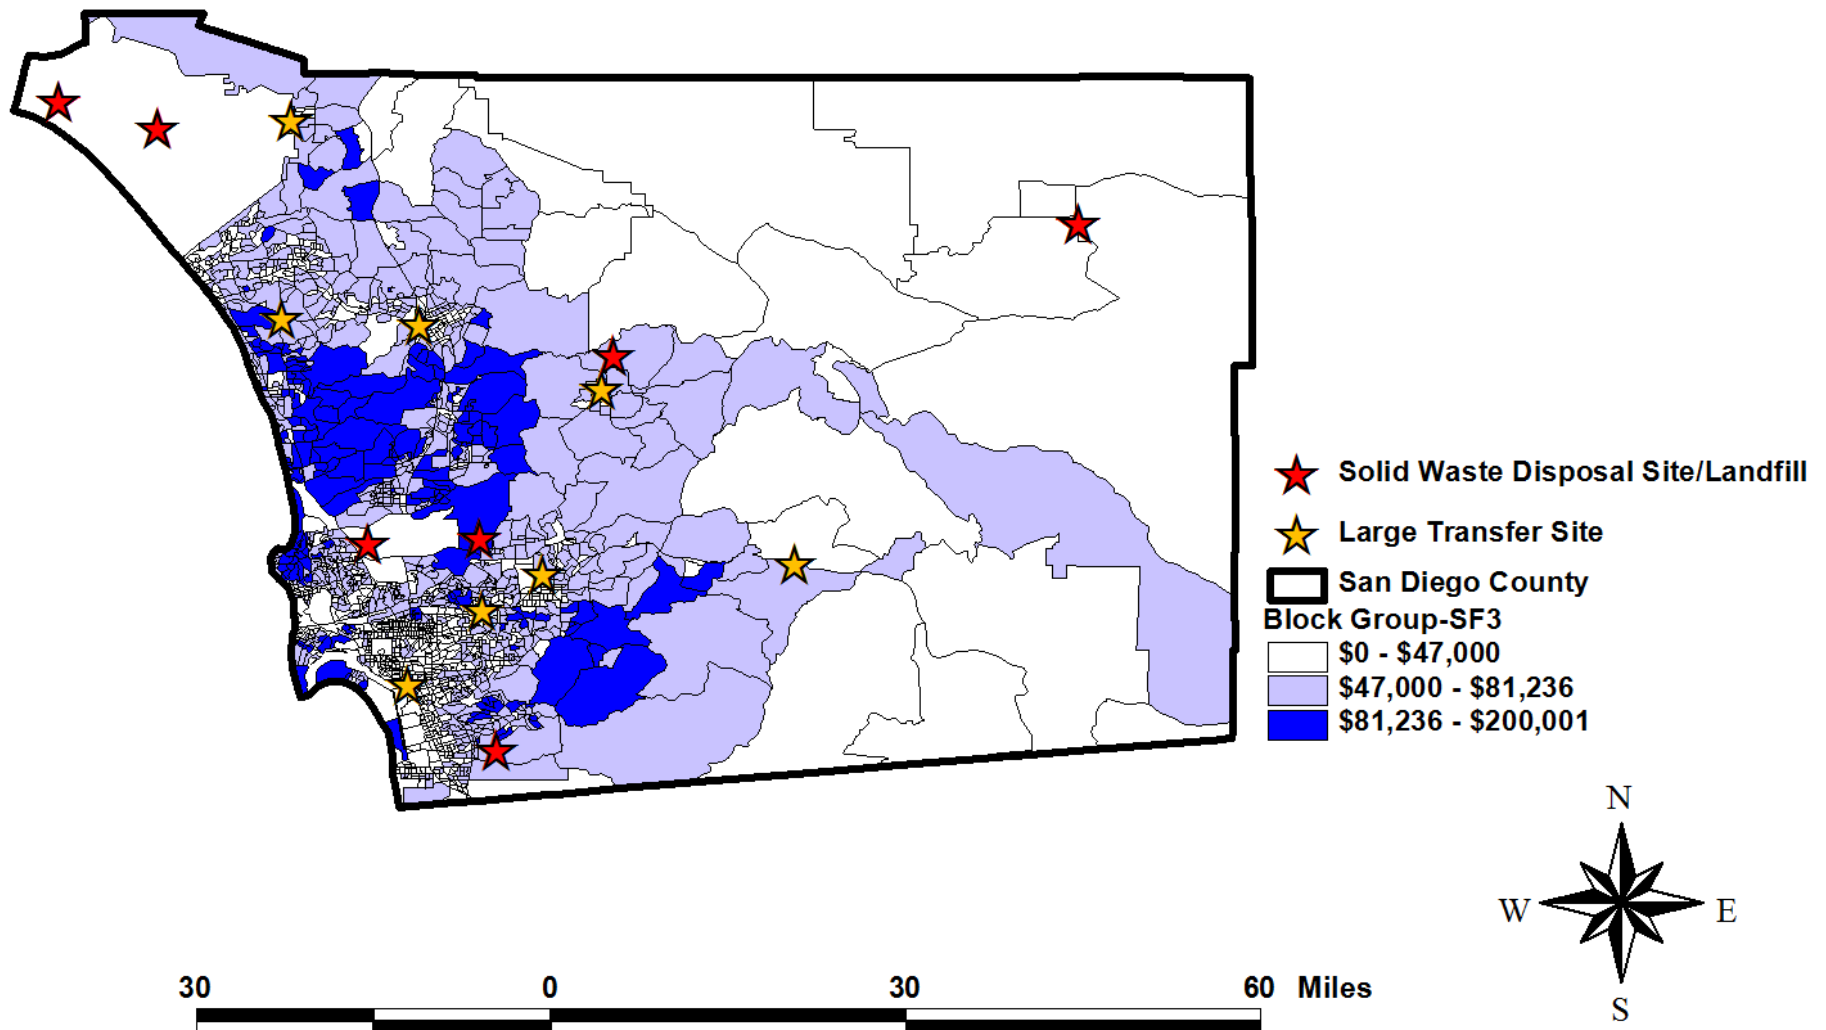 Solid Waste Disposal Site/Landfill
Large Transfer Site
San Diego County
Block Group-SF3
$0 - $47,000
$47,000 - $81,236
$81,236 - $200,001
N
W E
S
30 0 30 60 Miles